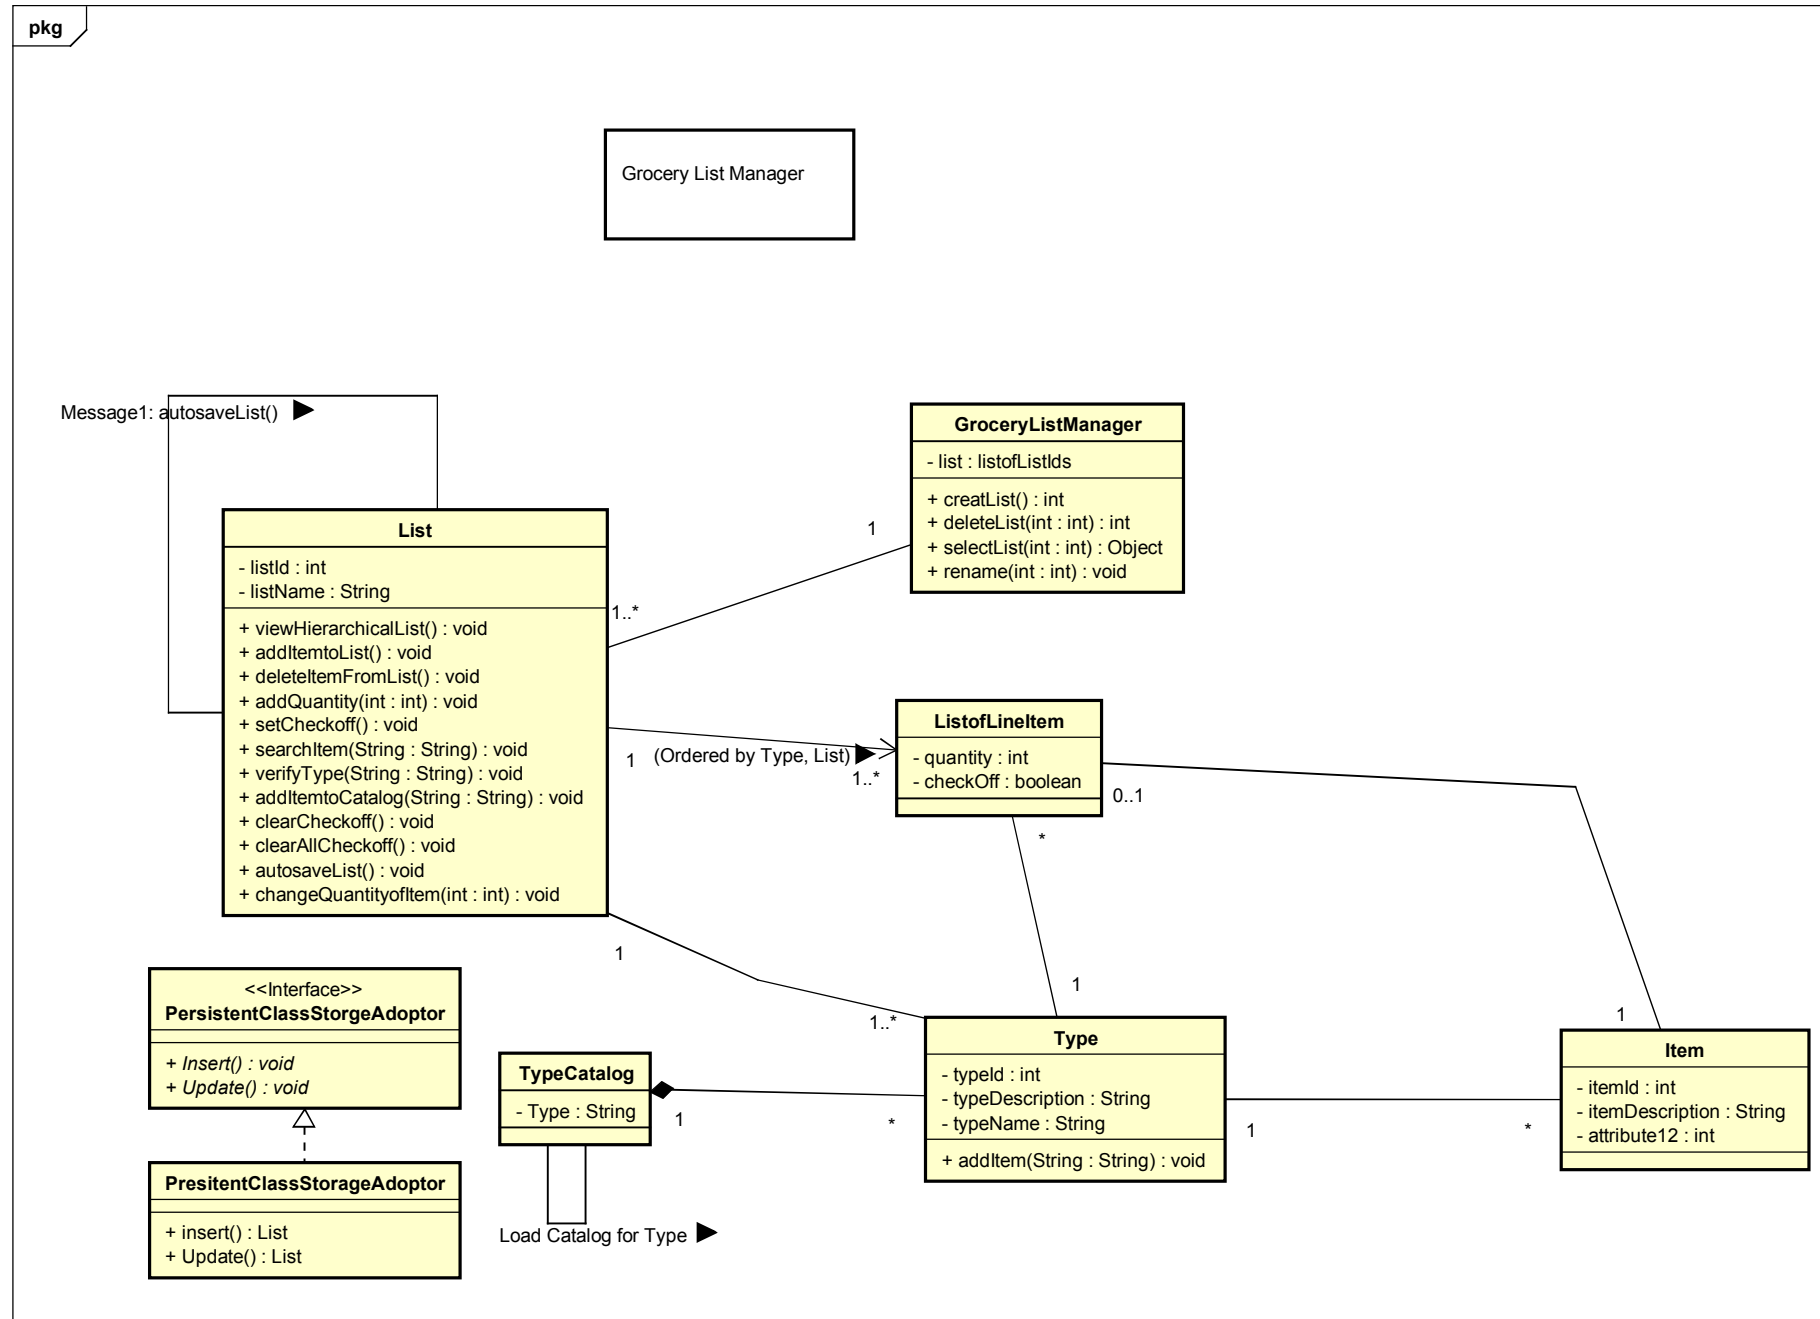 pkg
Grocery List Manager
Message1: autosaveList()
GroceryListManager
- list : listofListIds
+ creatList() : int
+ deleteList(int : int) : int
+ selectList(int : int) : Object
+ rename(int : int) : void
1
1..*
List
- listId : int
- listName : String
+ viewHierarchicalList() : void
+ addItemtoList() : void
+ deleteItemFromList() : void
+ addQuantity(int : int) : void
+ setCheckoff() : void
+ searchItem(String : String) : void
+ verifyType(String : String) : void
+ addItemtoCatalog(String : String) : void
+ clearCheckoff() : void
+ clearAllCheckoff() : void
+ autosaveList() : void
+ changeQuantityofItem(int : int) : void
1
(Ordered by Type, List)
1..*
ListofLineItem
- quantity : int
- checkOff : boolean
0..1
*
1
1
1..*
1
<<Interface>>
PersistentClassStorgeAdoptor
+ Insert() : void
+ Update() : void
PresitentClassStorageAdoptor
+ insert() : List
+ Update() : List
TypeCatalog
- Type : String
1
*
Load Catalog for Type
Type
- typeId : int
- typeDescription : String
- typeName : String
+ addItem(String : String) : void
1
*
Item
- itemId : int
- itemDescription : String
- attribute12 : int